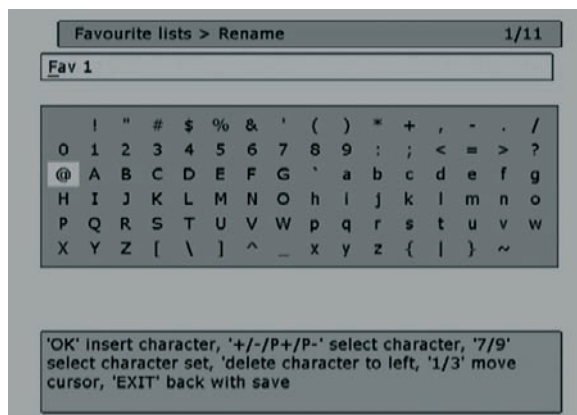 Favourite lists > Rename 1/11
Fav 1
! " # $ % & ' ( ) * + , - . /
0 1 2 3 4 5 6 7 8 9 : ; < = > ?
@ A B C D E F G ` a b c d e f g
H I J K L M N O h i j k l m n o
P Q R S T U V W p q r s t u v w
X Y Z [ \ ] ^ _ x y z { | } ~
'OK' insert character, '+/-/P+/P-' select character, '7/9'
select character set, 'delete character to left, '1/3' move
cursor, 'EXIT' back with save